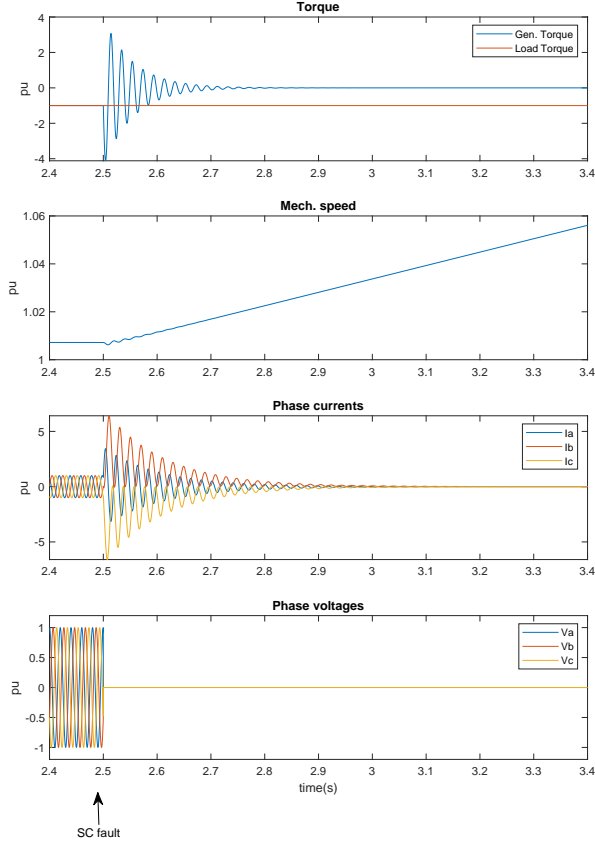 Torque
4
2
0
-2
-4
pu
Gen. Torque
Load Torque
2.4 2.5 2.6 2.7 2.8 2.9 3 3.1 3.2 3.3 3.4
Mech. speed
1.06
1.04
1.02
1
pu
2.4 2.5 2.6 2.7 2.8 2.9 3 3.1 3.2 3.3 3.4
Phase currents
5
0
-5
pu
Ia
Ib
Ic
2.4 2.5 2.6 2.7 2.8 2.9 3 3.1 3.2 3.3 3.4
Phase voltages
1
0.5
0
-0.5
-1
pu
Va
Vb
Vc
2.4 2.5 2.6 2.7 2.8 2.9 3 3.1 3.2 3.3 3.4
time(s)
SC fault